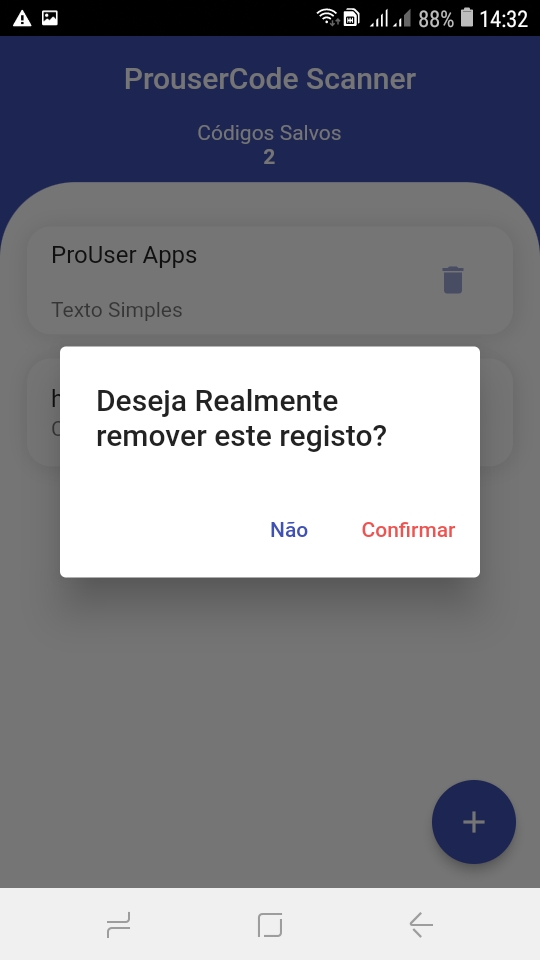 88% 14:32
ProuserCode Scanner
Códigos Salvos
2
ProUser Apps
Texto Simples
Deseja Realmente
remover este registo?
Não Confirmar